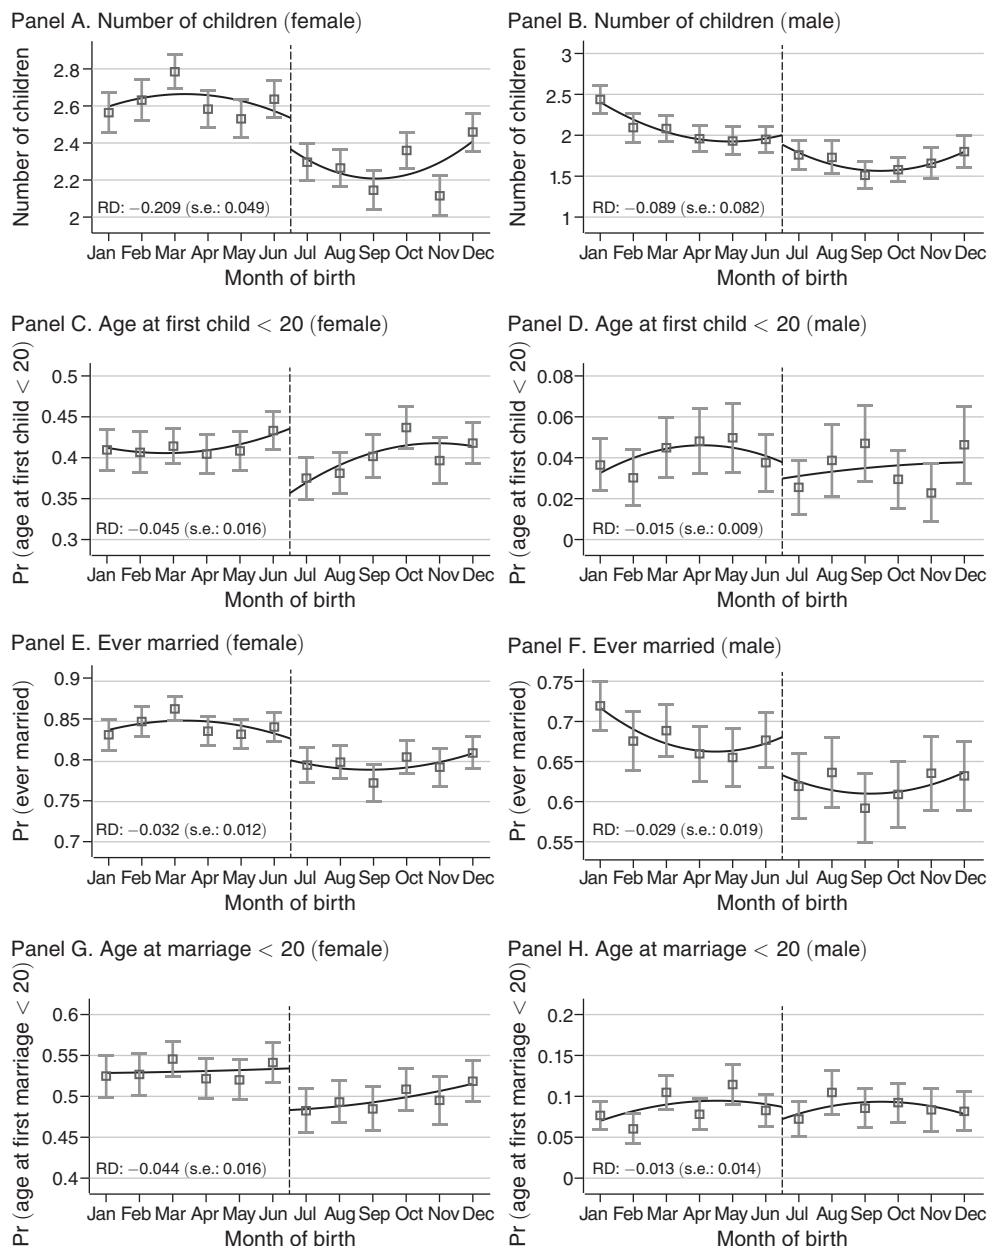 Panel A. Number of children (female)
Number of children
2.8
2.6
2.4
2.2
2
RD: −0.209 (s.e.: 0.049)
Jan Feb Mar Apr May Jun Jul Aug Sep Oct Nov Dec
Month of birth
Panel B. Number of children (male)
Number of children
3
2.5
2
1.5
1
RD: −0.089 (s.e.: 0.082)
Jan Feb Mar Apr May Jun Jul Aug Sep Oct Nov Dec
Month of birth
Panel C. Age at first child < 20 (female)
Pr (age at first child < 20)
0.5
0.45
0.4
0.35
0.3
RD: −0.045 (s.e.: 0.016)
Jan Feb Mar Apr May Jun Jul Aug Sep Oct Nov Dec
Month of birth
Panel D. Age at first child < 20 (male)
Pr (age at first child < 20)
0.08
0.06
0.04
0.02
0
RD: −0.015 (s.e.: 0.009)
Jan Feb Mar Apr May Jun Jul Aug Sep Oct Nov Dec
Month of birth
Panel E. Ever married (female)
Pr (ever married)
0.9
0.85
0.8
0.75
0.7
RD: −0.032 (s.e.: 0.012)
Jan Feb Mar Apr May Jun Jul Aug Sep Oct Nov Dec
Month of birth
Panel F. Ever married (male)
Pr (ever married)
0.75
0.7
0.65
0.6
0.55
RD: −0.029 (s.e.: 0.019)
Jan Feb Mar Apr May Jun Jul Aug Sep Oct Nov Dec
Month of birth
Panel G. Age at marriage < 20 (female)
Pr (age at first marriage < 20)
0.6
0.55
0.5
0.45
0.4
RD: −0.044 (s.e.: 0.016)
Jan Feb Mar Apr May Jun Jul Aug Sep Oct Nov Dec
Month of birth
Panel H. Age at marriage < 20 (male)
Pr (age at first marriage < 20)
0.2
0.15
0.1
0.05
0
RD: −0.013 (s.e.: 0.014)
Jan Feb Mar Apr May Jun Jul Aug Sep Oct Nov Dec
Month of birth